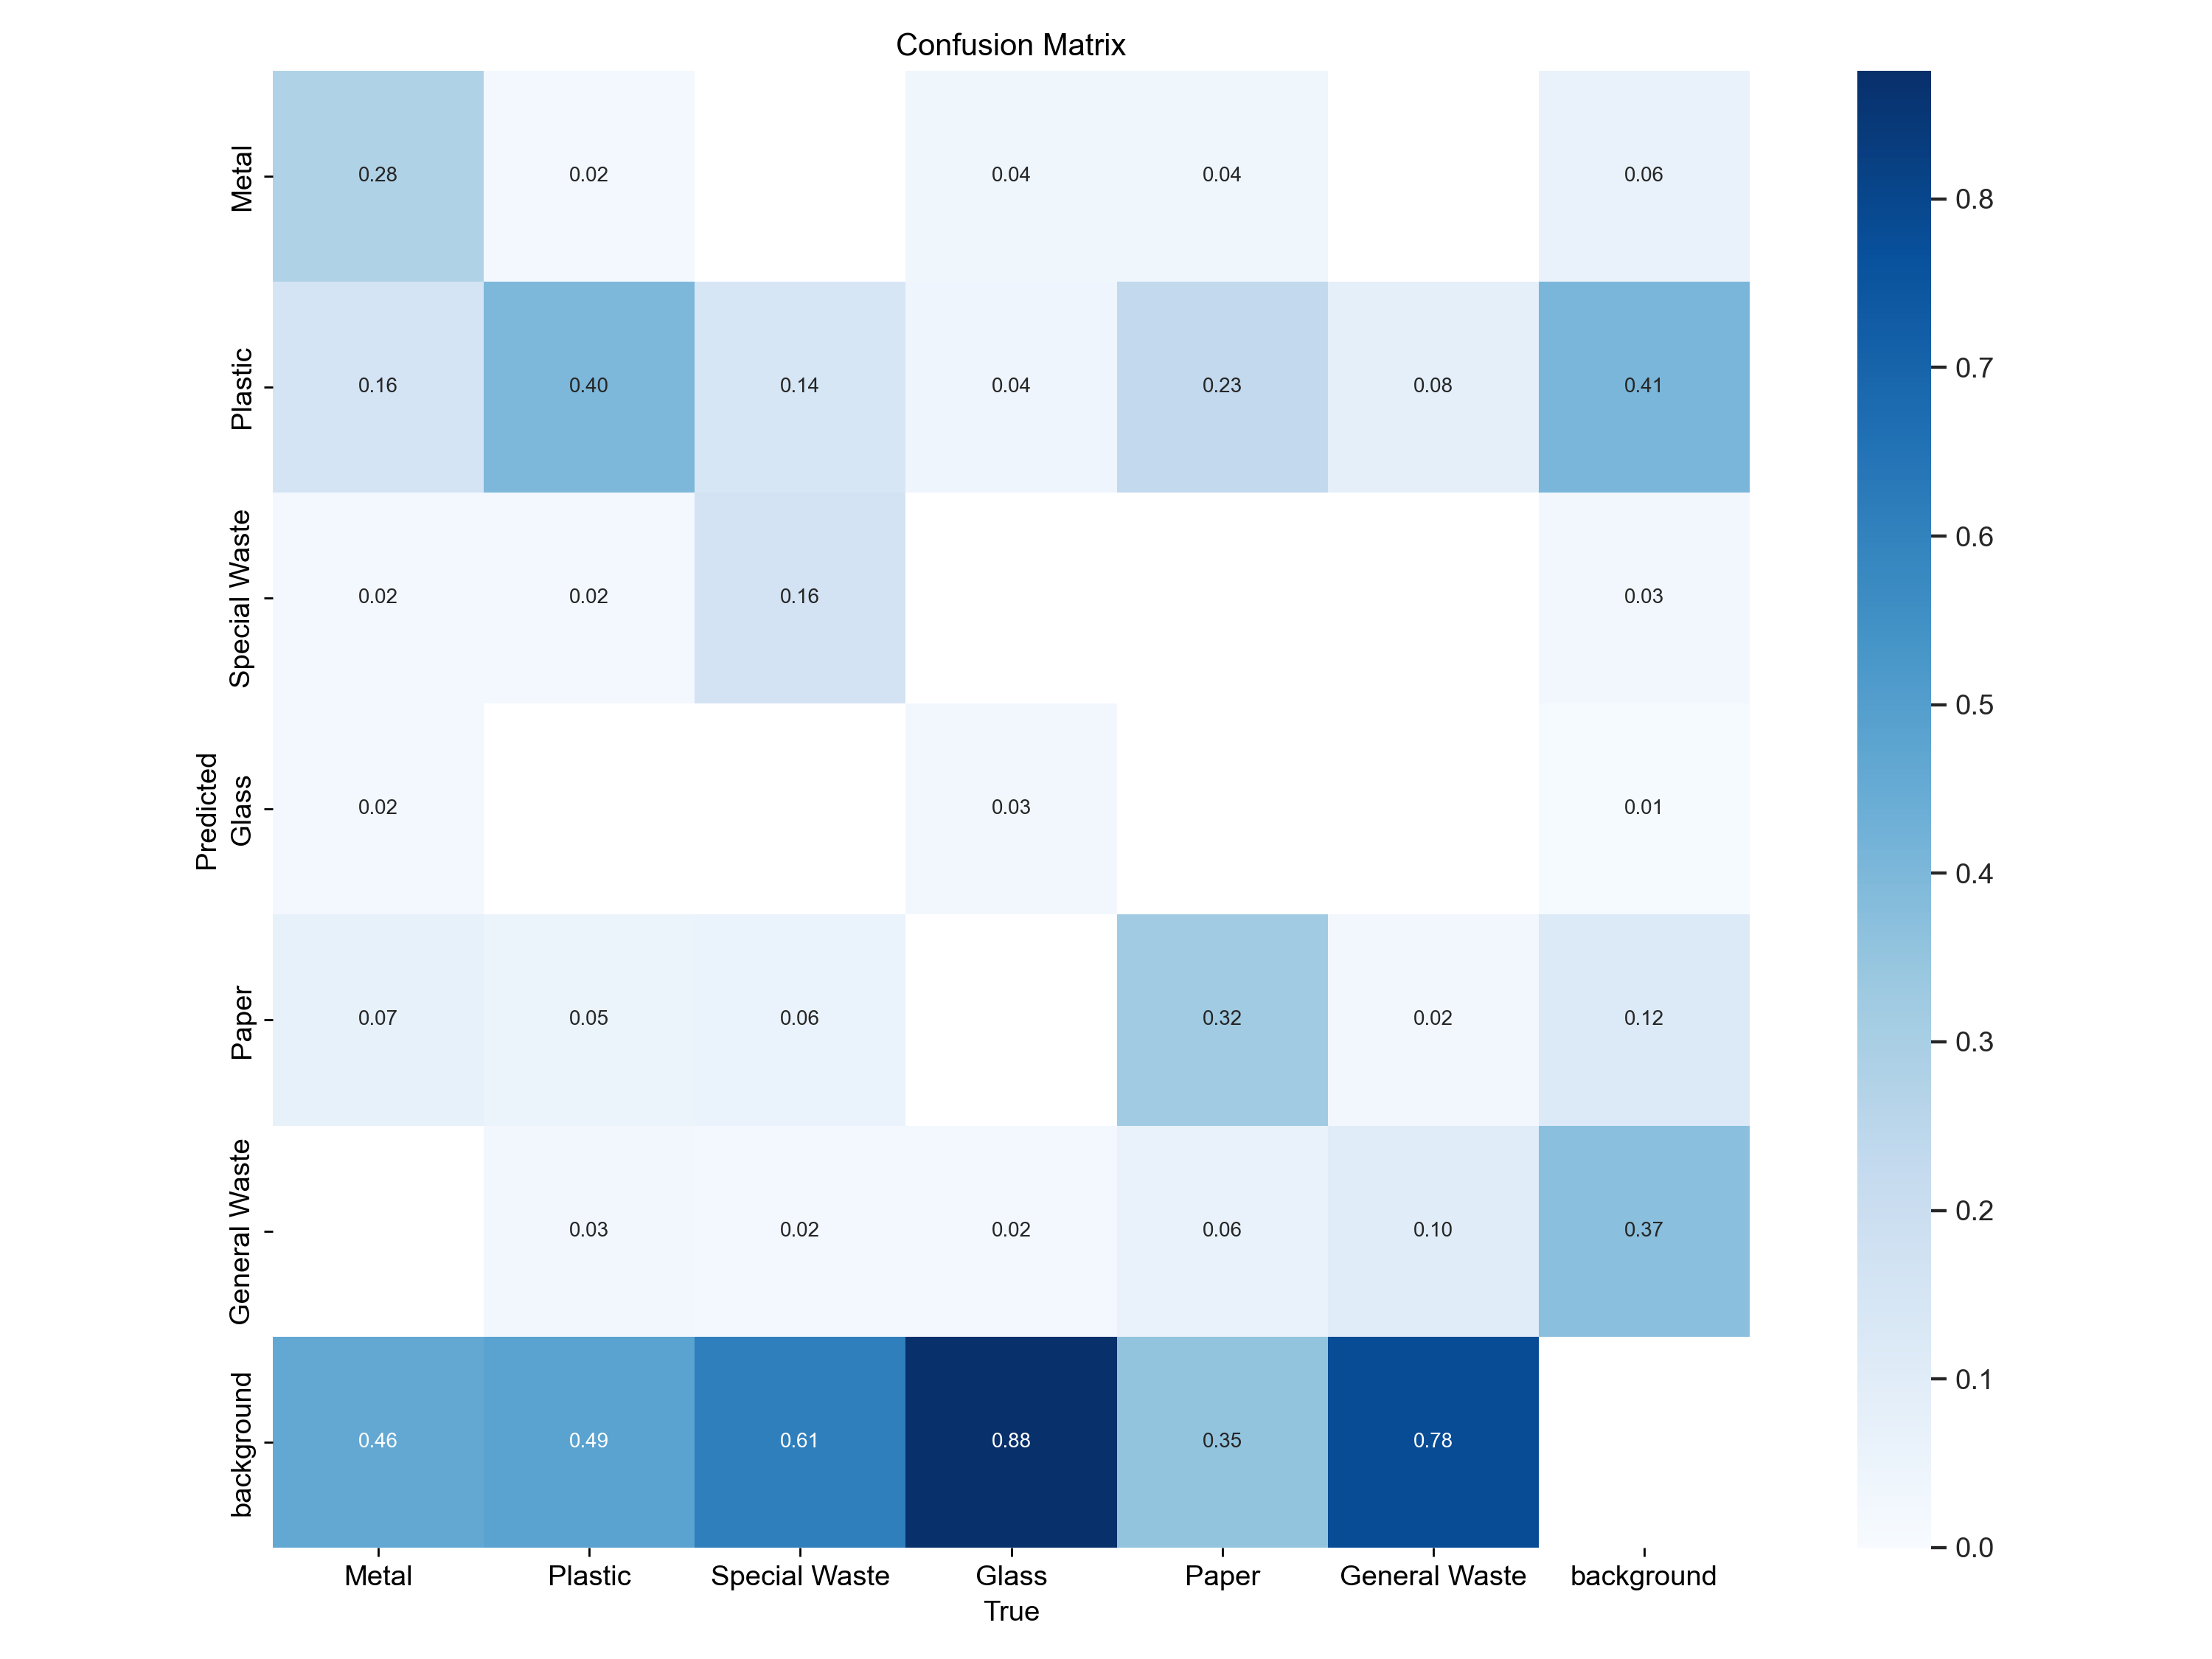 Confusion Matrix
Metal
0.28 0.02 0.04 0.04 0.06
Plastic
0.16 0.40 0.14 0.04 0.23 0.08 0.41
Special Waste
0.02 0.02 0.16 0.03
Predicted
Glass
0.02 0.03 0.01
Paper
0.07 0.05 0.06 0.32 0.02 0.12
General Waste
0.03 0.02 0.02 0.06 0.10 0.37
background
0.46 0.49 0.61 0.88 0.35 0.78
Metal Plastic Special Waste Glass Paper General Waste background
True
0.8
0.7
0.6
0.5
0.4
0.3
0.2
0.1
0.0